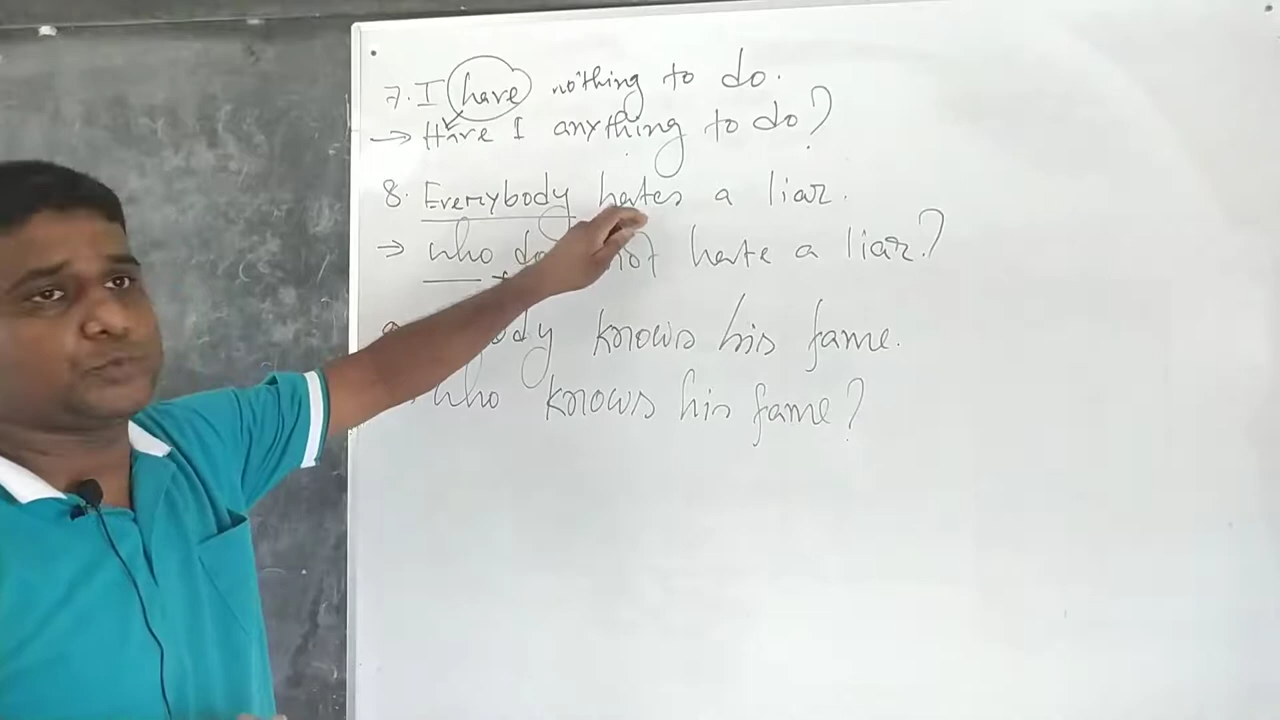 7. I have nothing to do.
→ Have I anything to do?
8. Everybody hates a liar.
→ who not hate a liar?
knows his fame.
who knows his fame?